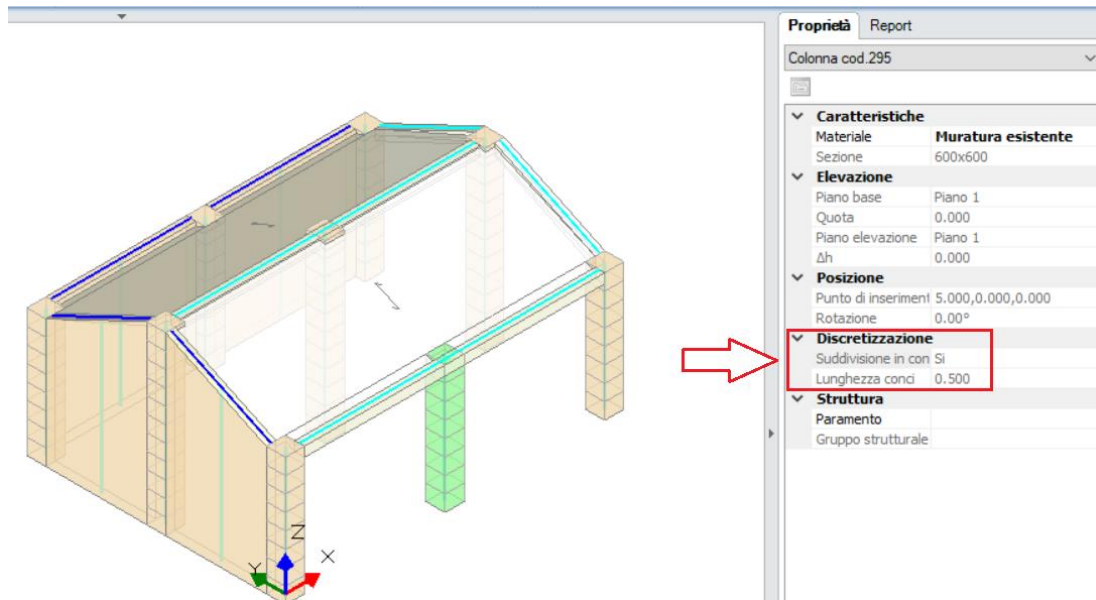 Proprietà Report
Colonna cod.295
Caratteristiche
Materiale Muratura esistente
Sezione 600x600
Elevazione
Piano base Piano 1
Quota 0.000
Piano elevazione Piano 1
Δh 0.000
Posizione
Punto di inseriment 5.000,0.000,0.000
Rotazione 0.00°
Discretizzazione
Suddivisione in con Si
Lunghezza conci 0.500
Struttura
Paramento
Gruppo strutturale
Z
X
Y